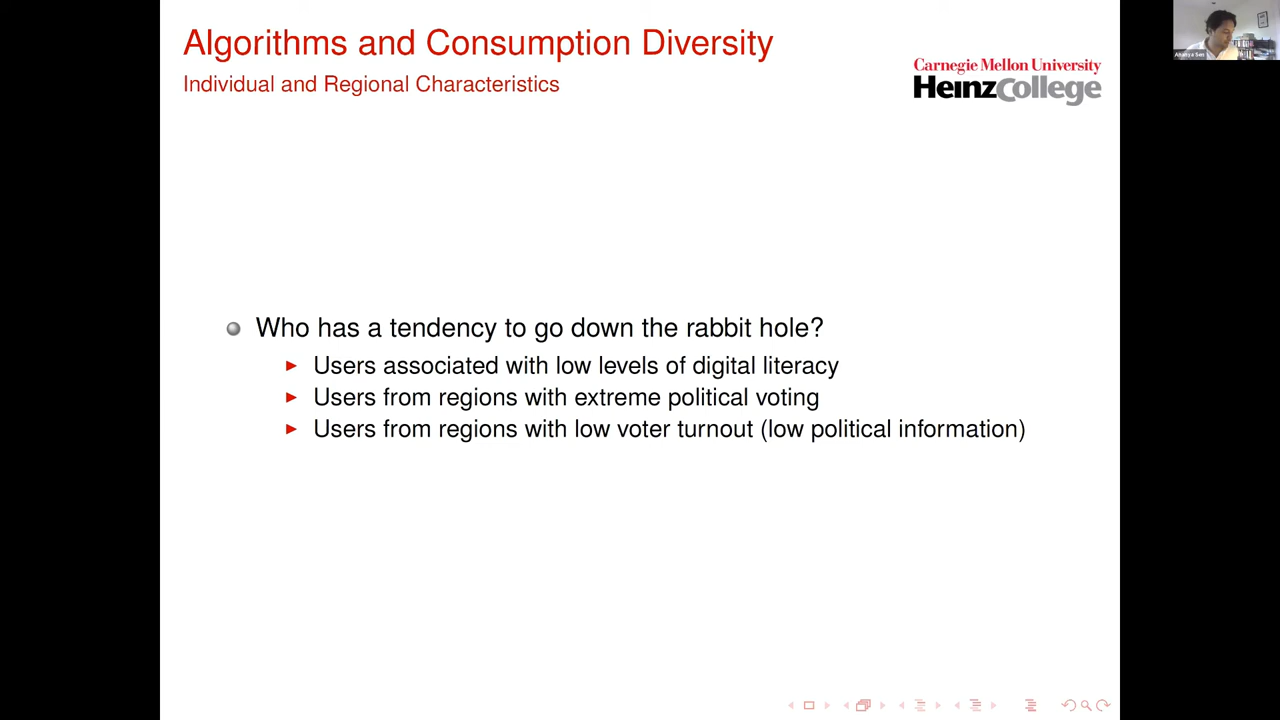 Algorithms and Consumption Diversity
Individual and Regional Characteristics
Carnegie Mellon University
HeinzCollege
Who has a tendency to go down the rabbit hole?
Users associated with low levels of digital literacy
Users from regions with extreme political voting
Users from regions with low voter turnout (low political information)
Ananya Sen